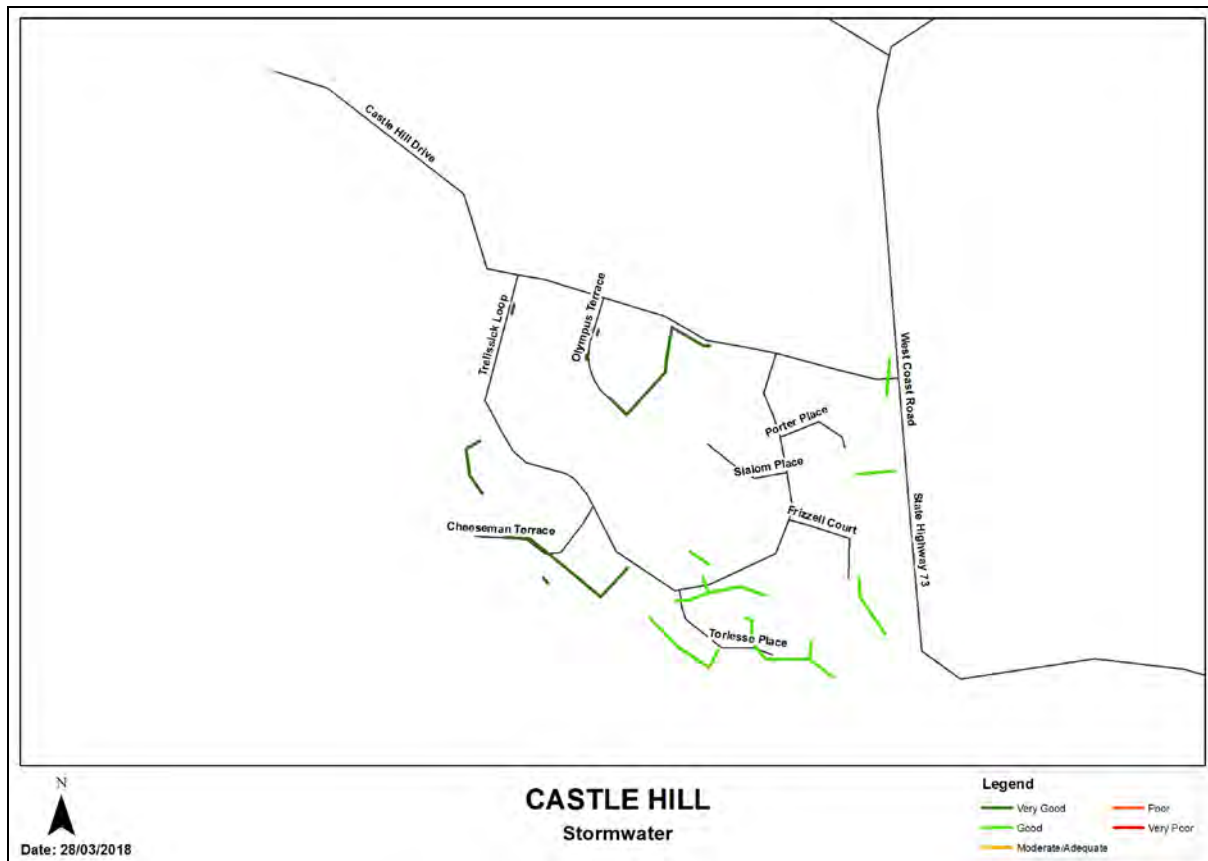 Castle Hill Drive
Trelissick Loop
Olympus Terrace
West Coast Road
Porter Place
Slalom Place
State Highway 73
Frizzell Court
Cheeseman Terrace
Torlesse Place
N
Date: 28/03/2018
CASTLE HILL
Stormwater
Legend
Very Good
Good
Moderate/Adequate
Poor
Very Poor